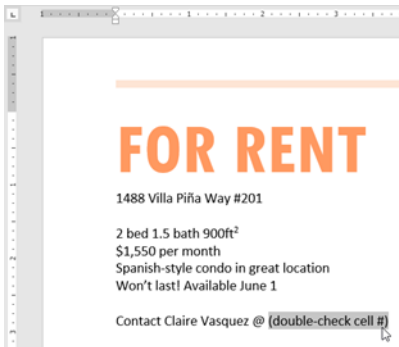 FOR RENT
1488 Villa Piña Way #201
2 bed 1.5 bath 900ft²
$1,550 per month
Spanish-style condo in great location
Won't last! Available June 1
Contact Claire Vasquez @ (double-check cell #)